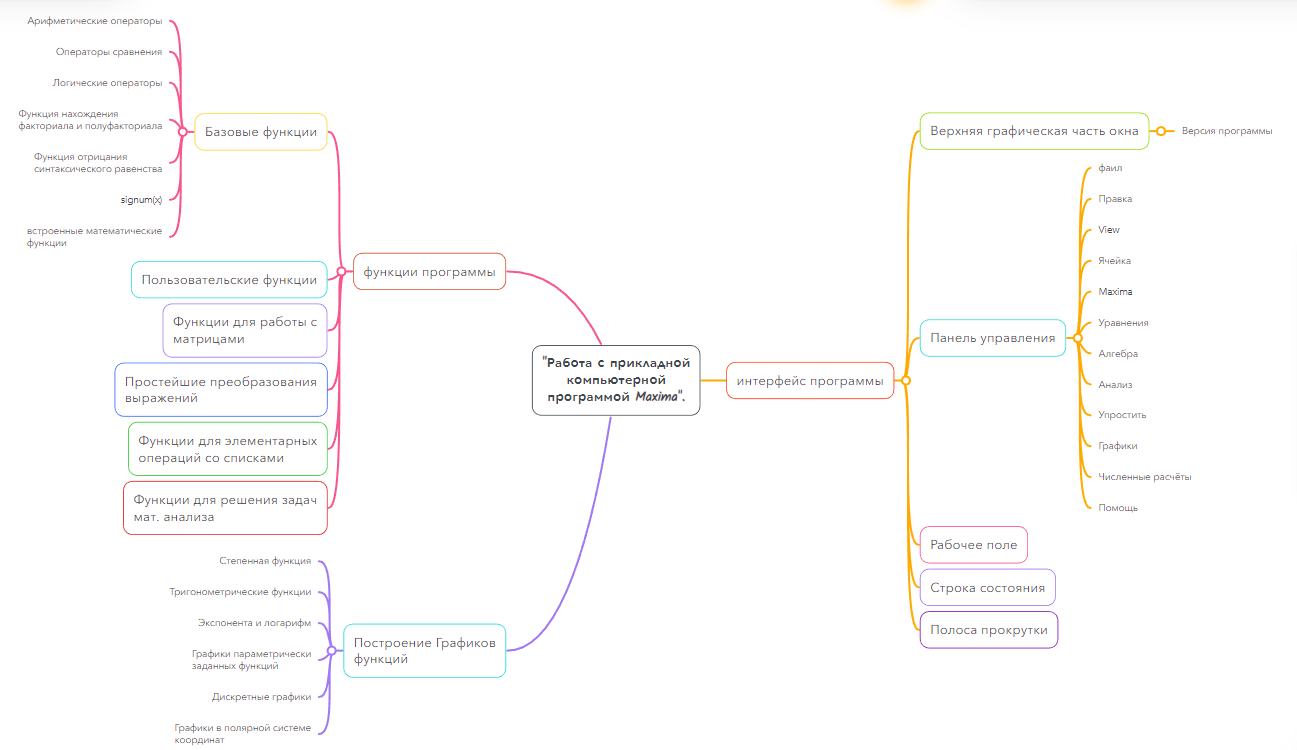 Арифметические операторы
Операторы сравнения
Логические операторы
Функция нахождения
факториала и полуфакториала
Функция отрицания
синтаксического равенства
signum(x)
встроенные математические
функции
Базовые функции
Пользовательские функции
Функции для работы с
матрицами
Простейшие преобразования
выражений
Функции для элементарных
операций со списками
Функции для решения задач
мат. анализа
функции программы
"Работа с прикладной
компьютерной
программой Maxima".
Степенная функция
Тригонометрические функции
Экспонента и логарифм
Графики параметрически
заданных функций
Дискретные графики
Графики в полярной системе
координат
Построение Графиков
функций
интерфейс программы
Верхняя графическая часть окна
Версия программы
Панель управления
фаил
Правка
View
Ячейка
Maxima
Уравнения
Алгебра
Анализ
Упростить
Графики
Численные расчёты
Помощь
Рабочее поле
Строка состояния
Полоса прокрутки